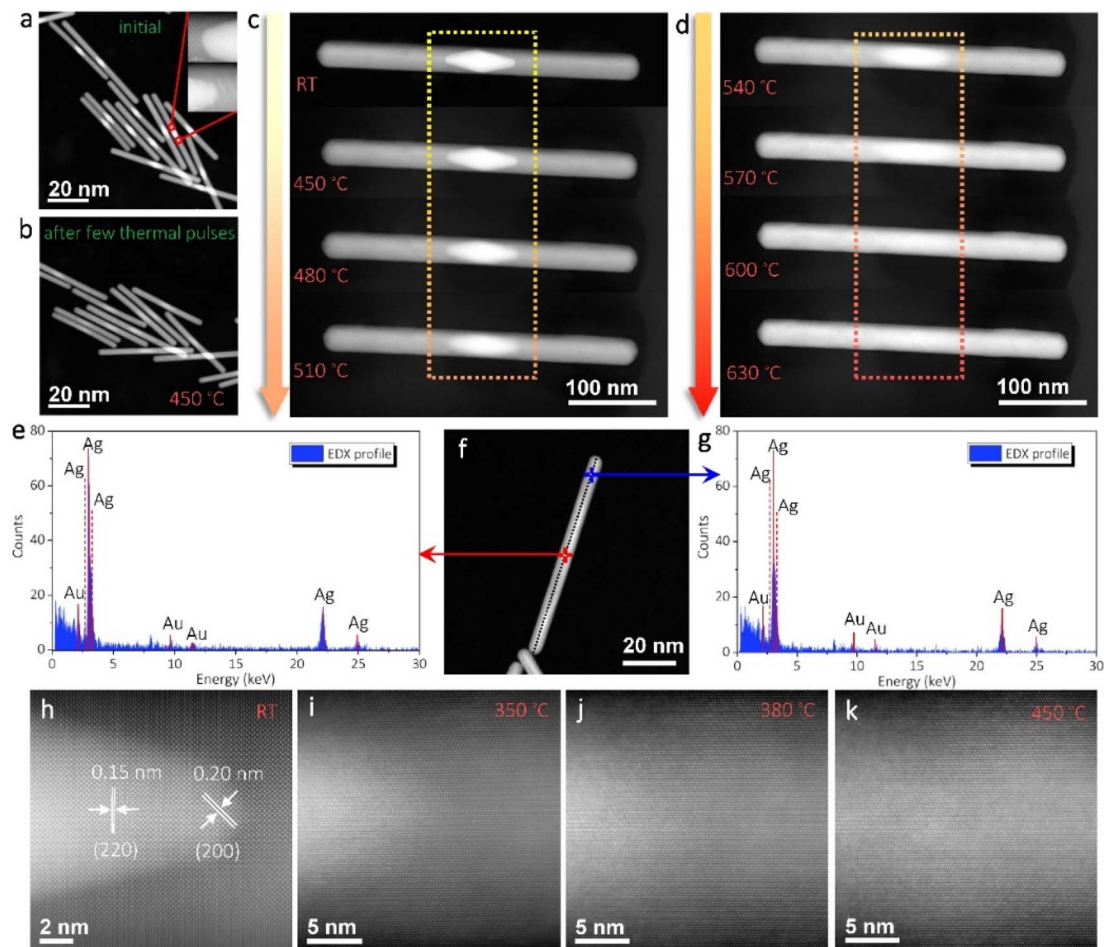 a
initial
20 nm
b
after few thermal pulses
20 nm
450 °C
c
RT
450 °C
480 °C
510 °C
100 nm
d
540 °C
570 °C
600 °C
630 °C
100 nm
e
80
60
40
20
0
Counts
Ag
Ag
Ag
EDX profile
Au
Au
Au
Ag
Ag
0 5 10 15 20 25 30
Energy (keV)
f
20 nm
g
80
60
40
20
0
Counts
Ag
Ag
Ag
EDX profile
Au
Au
Au
Ag
Ag
0 5 10 15 20 25 30
Energy (keV)
h
RT
0.15 nm
0.20 nm
(220)
(200)
2 nm
i
350 °C
5 nm
j
380 °C
5 nm
k
450 °C
5 nm